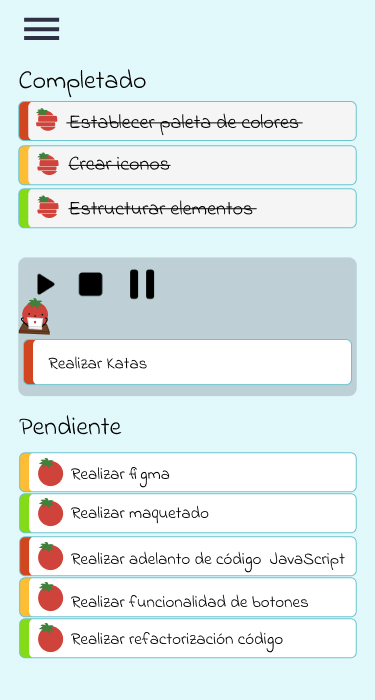 Completado
Establecer paleta de colores
Crear iconos
Estructurar elementos
Realizar Katas
Pendiente
Realizar figma
Realizar maquetado
Realizar adelanto de código JavaScript
Realizar funcionalidad de botones
Realizar refactorización código